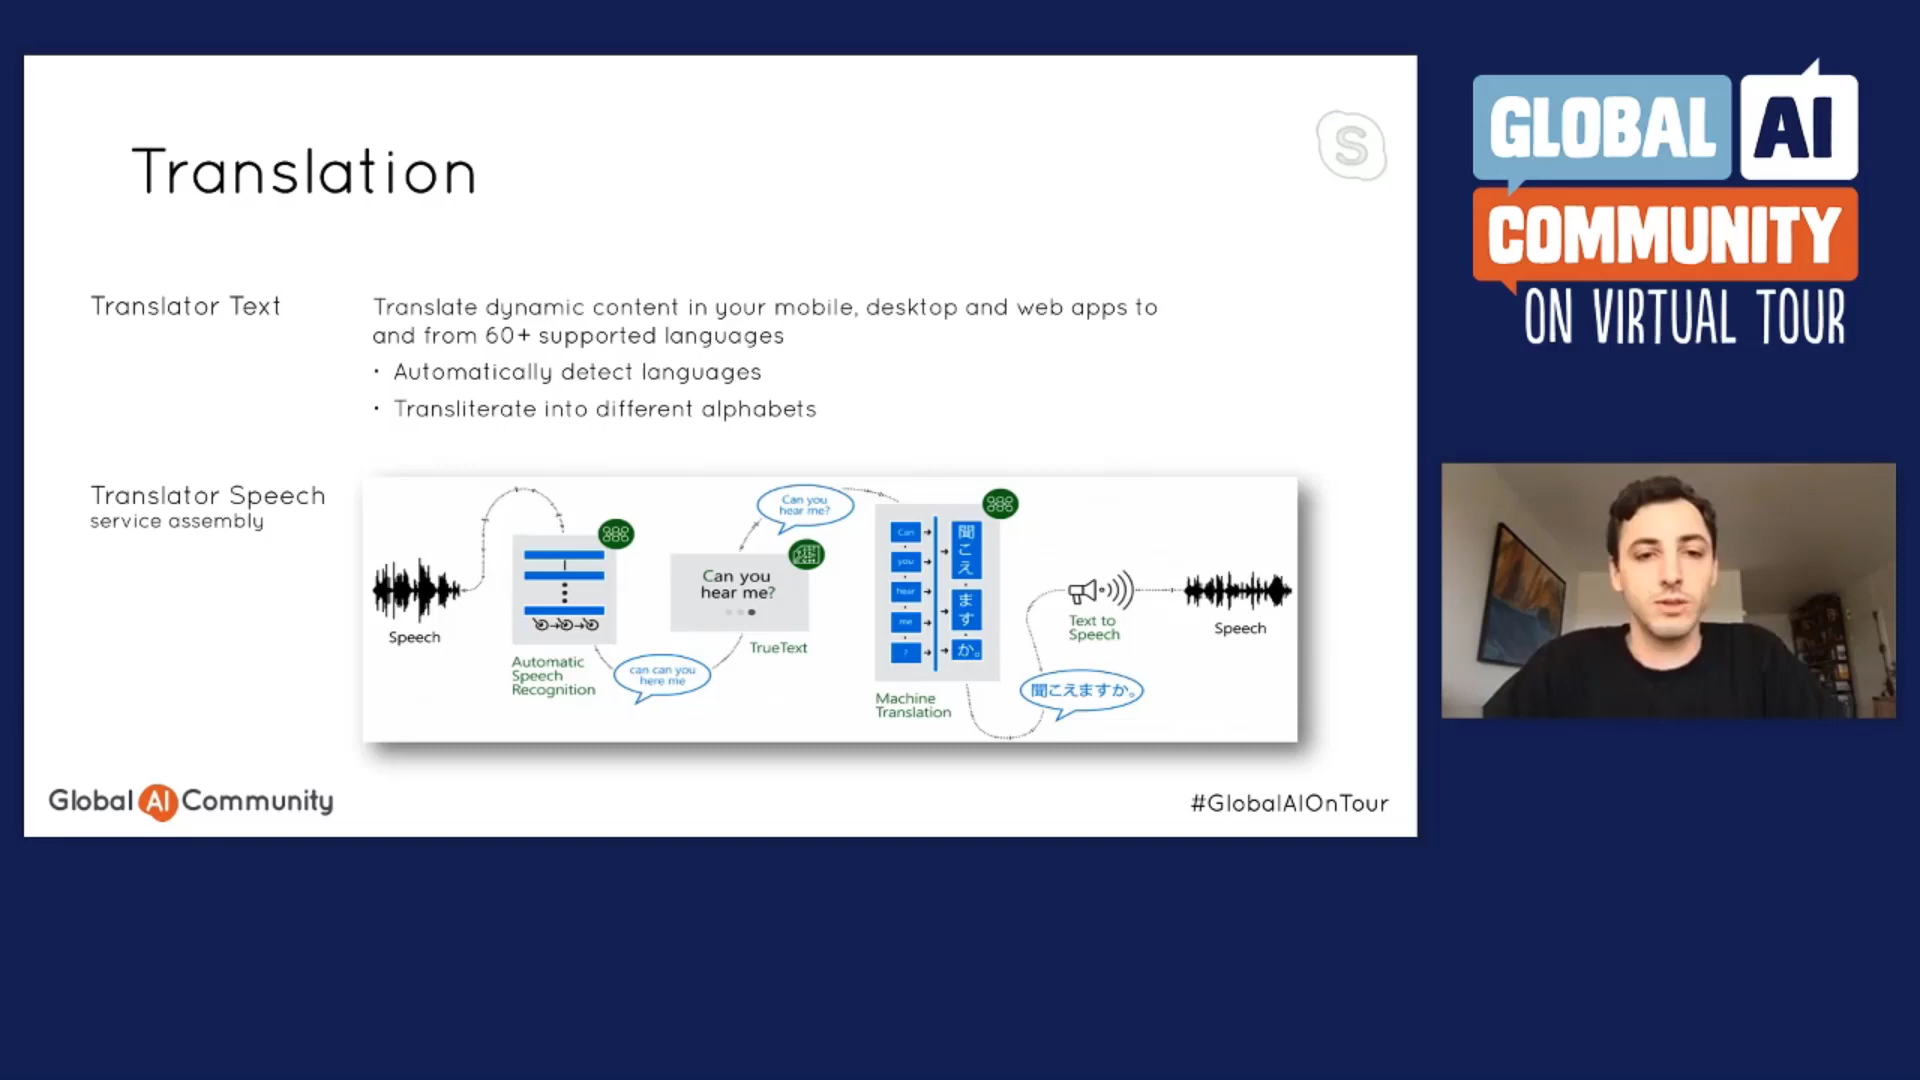 Translation
S
GLOBAL AI
COMMUNITY
ON VIRTUAL TOUR
Translator Text
Translate dynamic content in your mobile, desktop and web apps to
and from 60+ supported languages
· Automatically detect languages
· Transliterate into different alphabets
Translator Speech
service assembly
Speech
Automatic
Speech
Recognition
can can you
here me
Can you
hear me?
TrueText
Can you
hear me?
Can
you
hear
me
?
聞こえ
ます
か。
Machine
Translation
聞こえますか。
Text to
Speech
Speech
Global AI Community
#GlobalAIOnTour